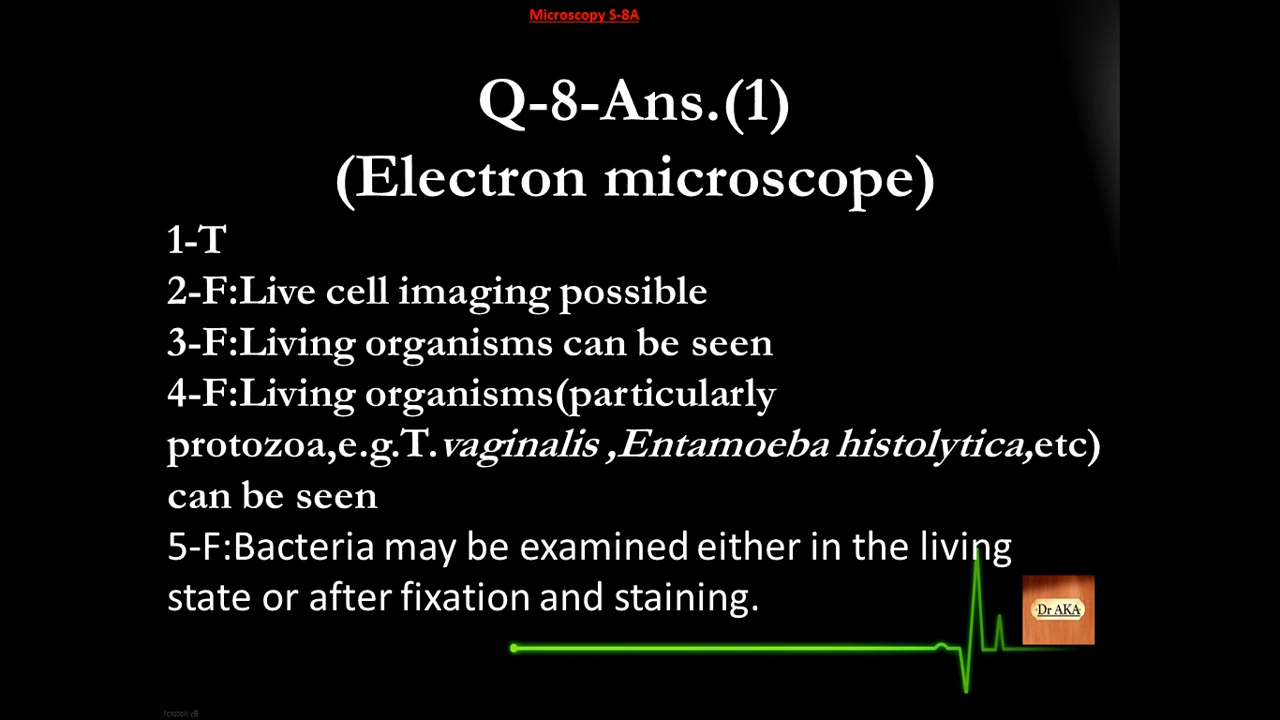 Microscopy S-8A
Q-8-Ans.(1)
(Electron microscope)
1-T
2-F:Live cell imaging possible
3-F:Living organisms can be seen
4-F:Living organisms(particularly
protozoa,e.g.T.vaginalis ,Entamoeba histolytica,etc)
can be seen
5-F:Bacteria may be examined either in the living
state or after fixation and staining.
Dr AKA